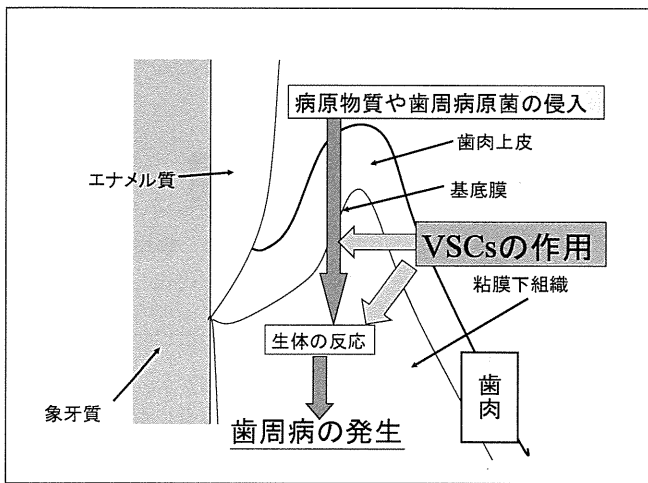 病原物質や歯周病原菌の侵入
歯肉上皮
エナメル質
基底膜
VSCsの作用
粘膜下組織
生体の反応
歯肉
象牙質
歯周病の発生